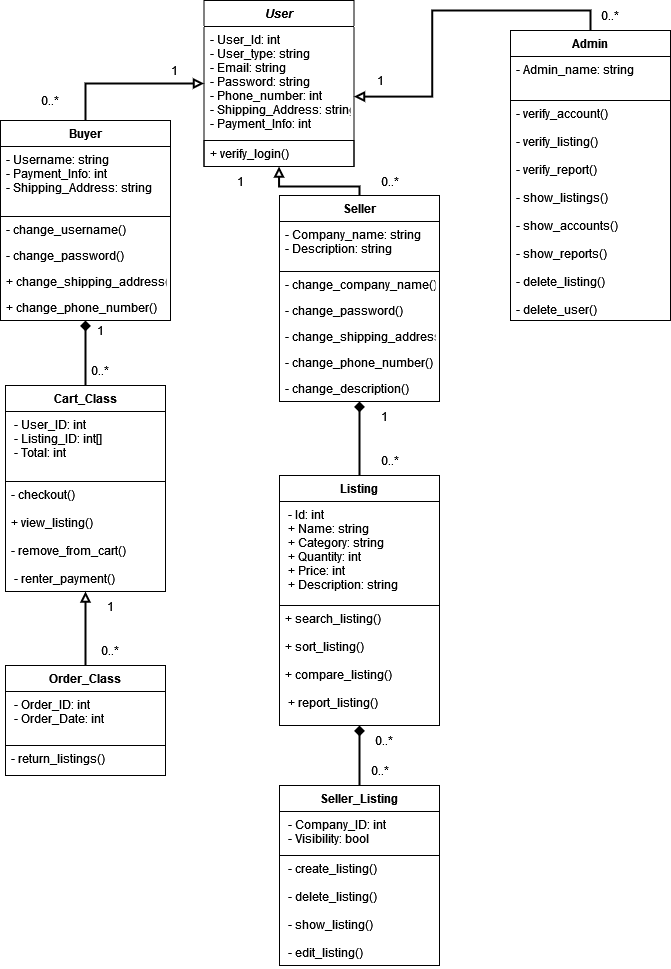 User
- User_Id: int
- User_type: string
- Email: string
- Password: string
- Phone_number: int
- Shipping_Address: string
- Payment_Info: int
+ verify_login()
1
0..*
1
0..*
1
0..*
Admin
- Admin_name: string
- verify_account()
- verify_listing()
- verify_report()
- show_listings()
- show_accounts()
- show_reports()
- delete_listing()
- delete_user()
Buyer
- Username: string
- Payment_Info: int
- Shipping_Address: string
- change_username()
- change_password()
+ change_shipping_address(
+ change_phone_number()
1
0..*
Seller
- Company_name: string
- Description: string
- change_company_name()
- change_password()
- change_shipping_address
- change_phone_number()
- change_description()
1
0..*
Cart_Class
- User_ID: int
- Listing_ID: int[]
- Total: int
- checkout()
+ view_listing()
- remove_from_cart()
- renter_payment()
1
0..*
Order_Class
- Order_ID: int
- Order_Date: int
- return_listings()
Listing
- Id: int
+ Name: string
+ Category: string
+ Quantity: int
+ Price: int
+ Description: string
+ search_listing()
+ sort_listing()
+ compare_listing()
+ report_listing()
0..*
0..*
Seller_Listing
- Company_ID: int
- Visibility: bool
- create_listing()
- delete_listing()
- show_listing()
- edit_listing()